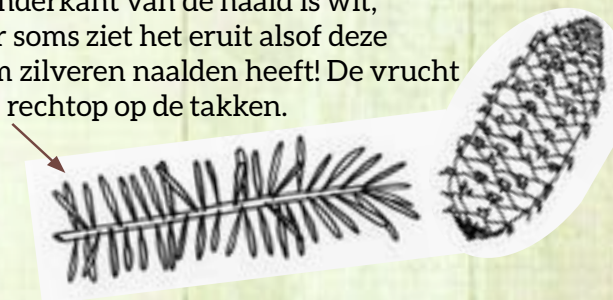 nderkant van de naald is wit,
r soms ziet het eruit alsof deze
m zilveren naalden heeft! De vrucht
rechtop op de takken.